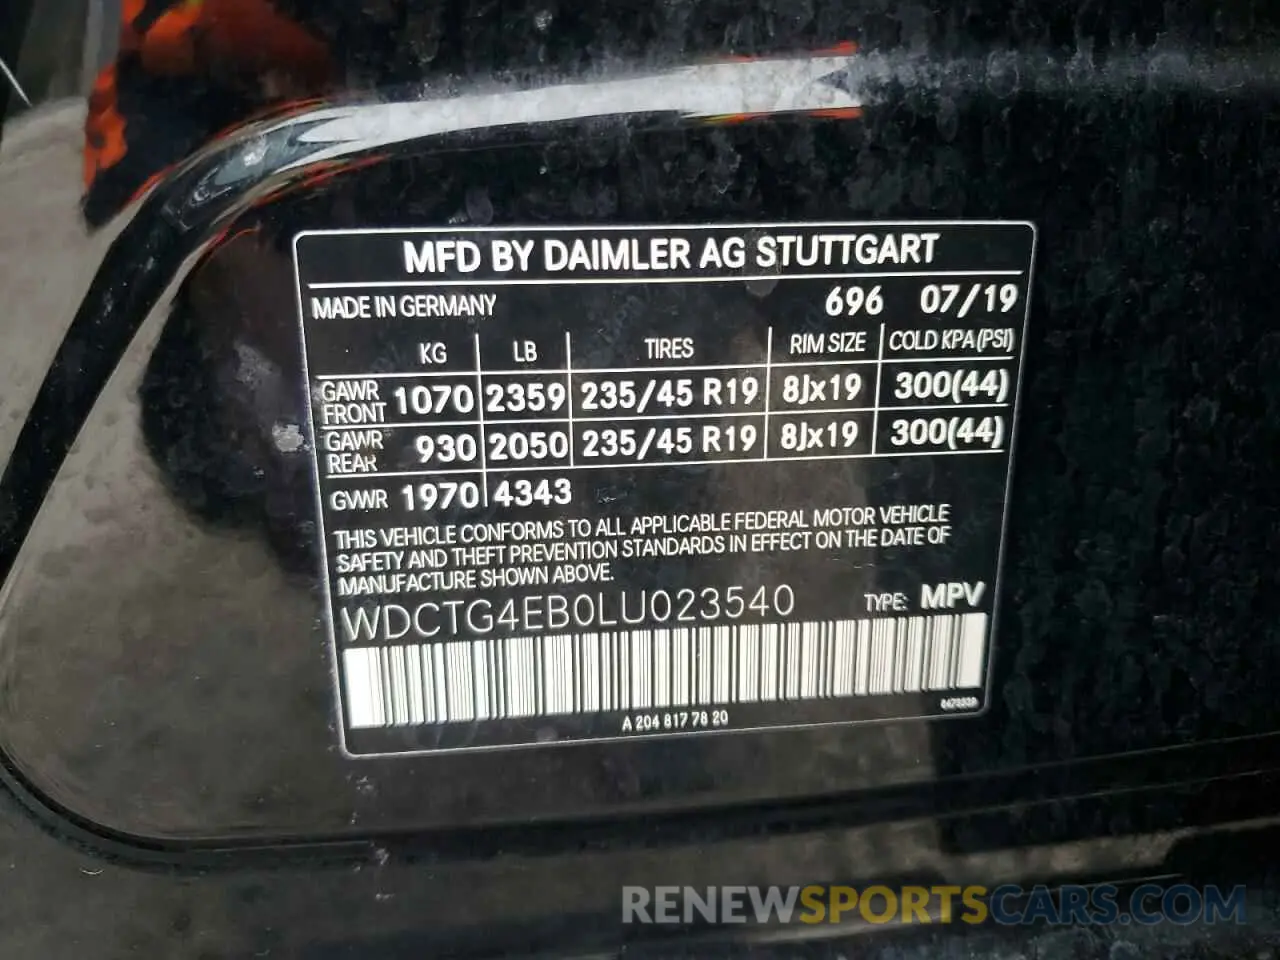 MFD BY DAIMLER AG STUTTGART
MADE IN GERMANY 696 07/19
KG LB TIRES RIM SIZE COLD KPA(PSI)
GAWR FRONT 1070 2359 235/45 R19 8Jx19 300(44)
GAWR REAR 930 2050 235/45 R19 8Jx19 300(44)
GVWR 1970 4343
THIS VEHICLE CONFORMS TO ALL APPLICABLE FEDERAL MOTOR VEHICLE
SAFETY AND THEFT PREVENTION STANDARDS IN EFFECT ON THE DATE OF
MANUFACTURE SHOWN ABOVE.
WDCTG4EB0LU023540 TYPE: MPV
A 204 817 78 20
RENEWSPORTSCARS.COM